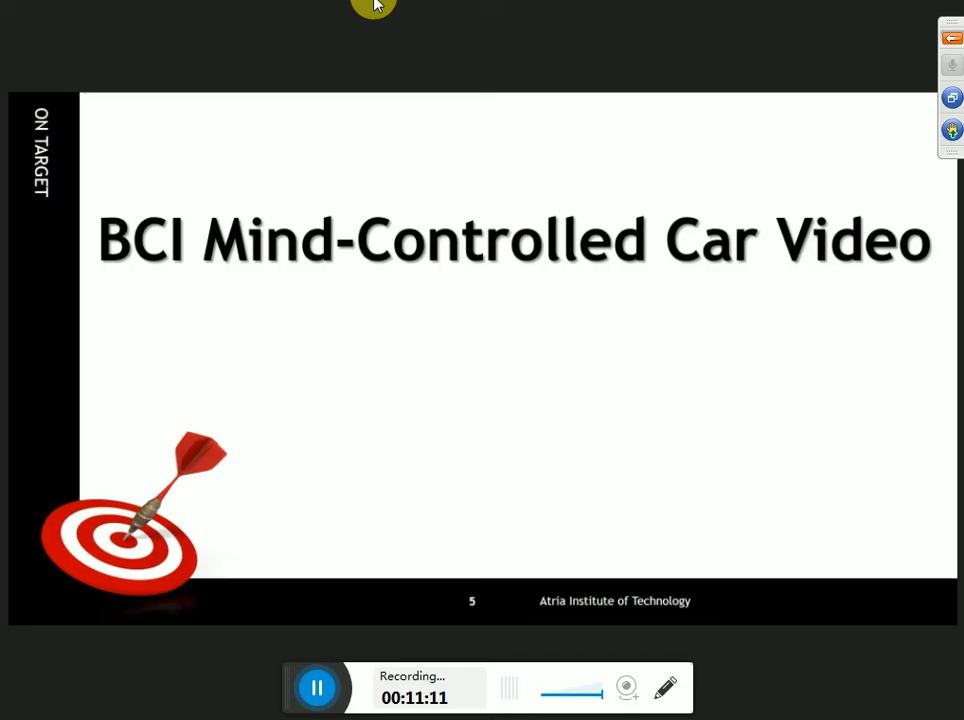 ON TARGET
BCI Mind-Controlled Car Video
5
Atria Institute of Technology
Recording...
00:11:11